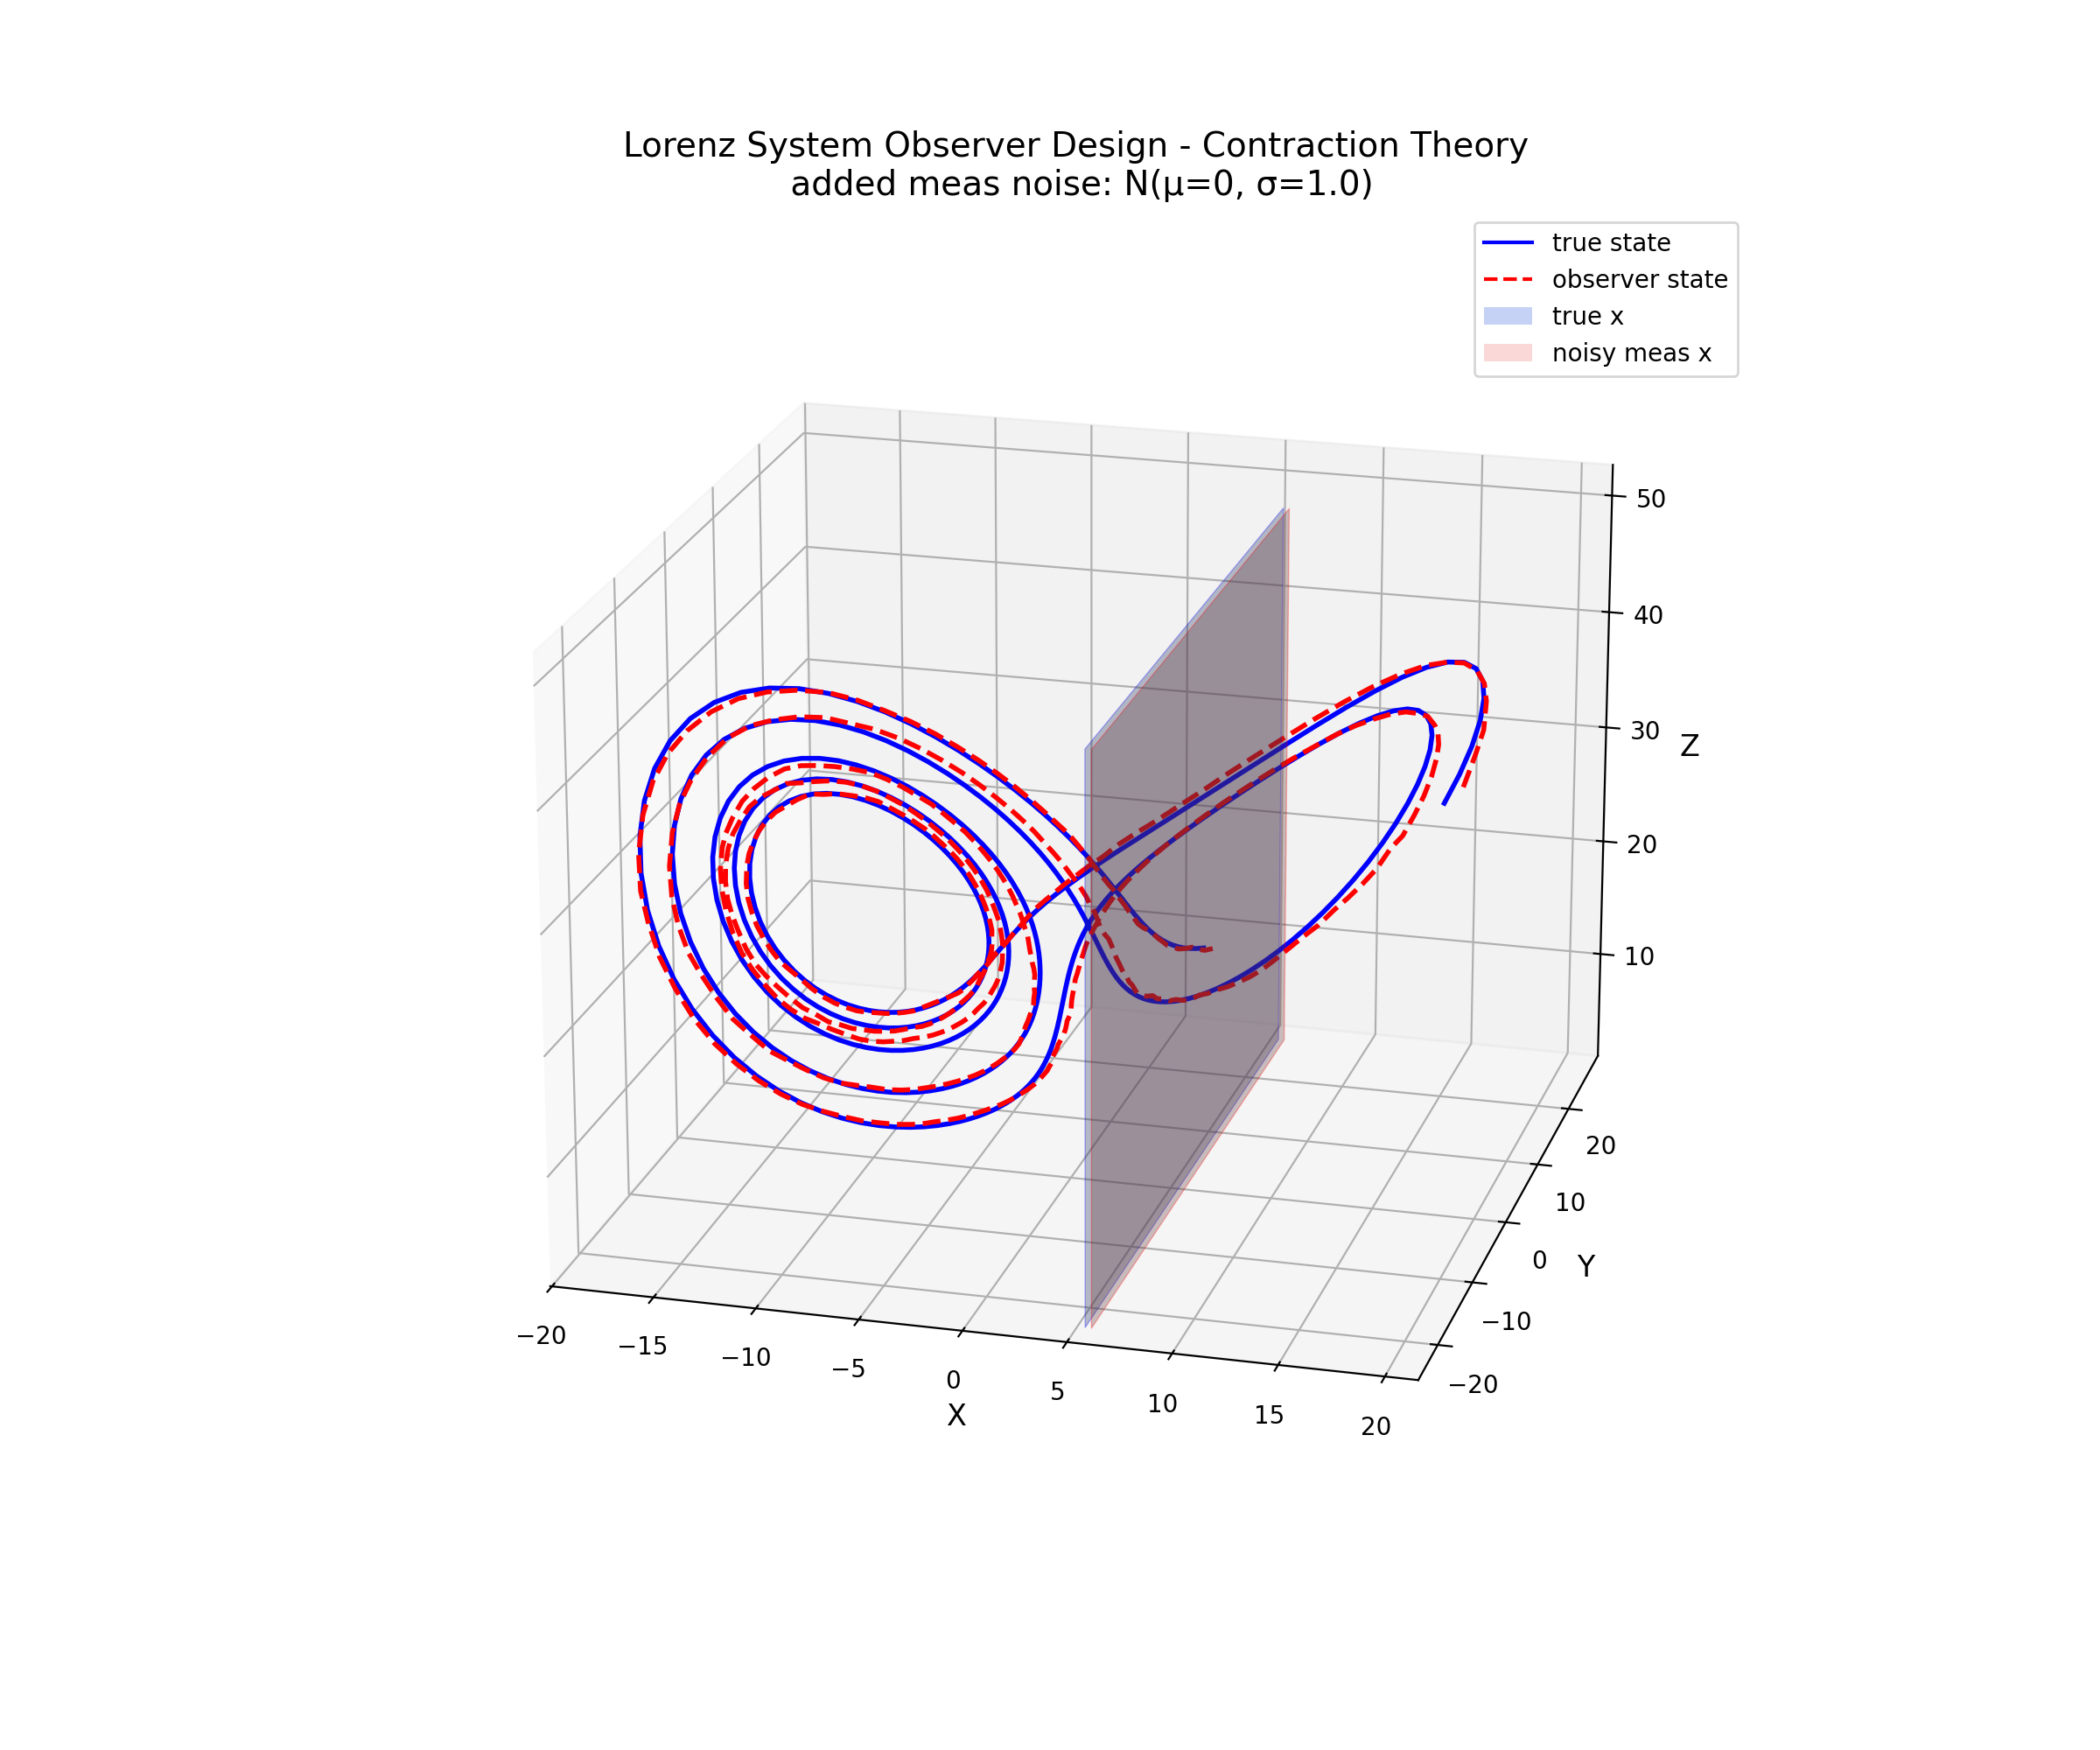 Lorenz System Observer Design - Contraction Theory
added meas noise: N(μ=0, σ=1.0)
true state
observer state
true x
noisy meas x
50
40
30
Z
20
10
20
10
0
Y
−10
−20
−20
−15
−10
−5
0
5
10
15
20
X